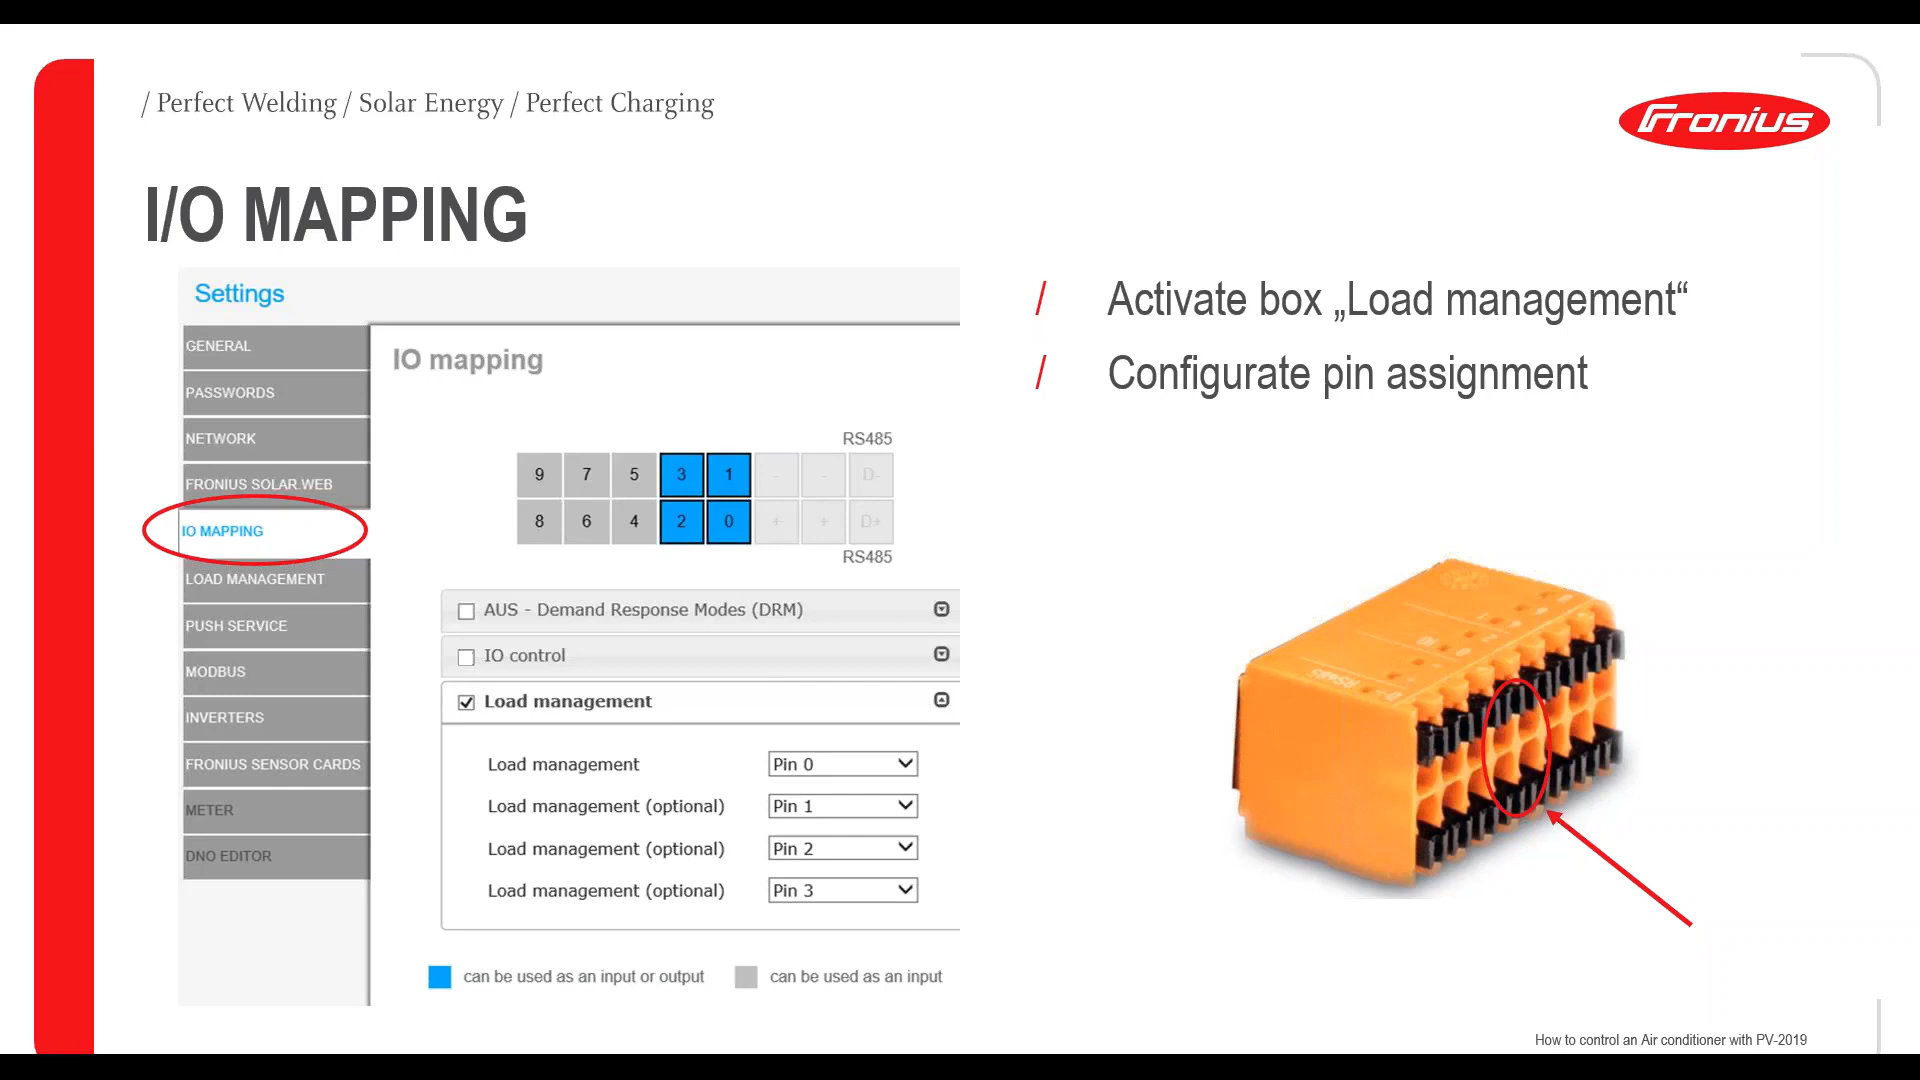 / Perfect Welding / Solar Energy / Perfect Charging
Fronius
I/O MAPPING
Settings
GENERAL
PASSWORDS
NETWORK
FRONIUS SOLAR.WEB
IO MAPPING
LOAD MANAGEMENT
PUSH SERVICE
MODBUS
INVERTERS
FRONIUS SENSOR CARDS
METER
DNO EDITOR
IO mapping
RS485
9 7 5 3 1 - - D-
8 6 4 2 0 + + D+
RS485
AUS - Demand Response Modes (DRM)
IO control
Load management
Load management Pin 0
Load management (optional) Pin 1
Load management (optional) Pin 2
Load management (optional) Pin 3
can be used as an input or output can be used as an input
/ Activate box „Load management“
/ Configurate pin assignment
RS485
How to control an Air conditioner with PV-2019